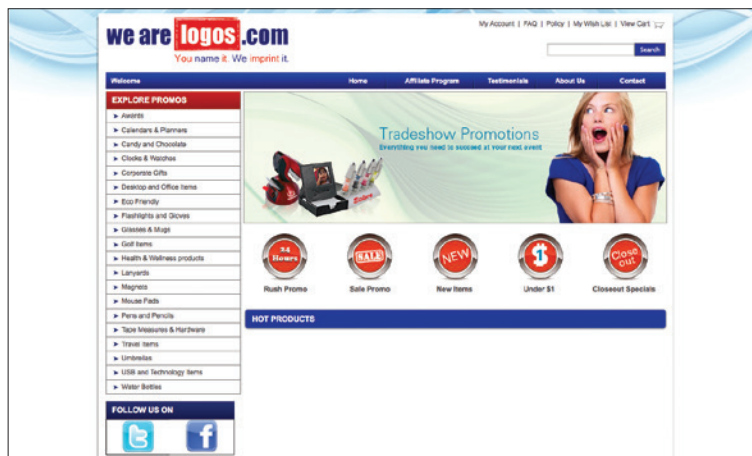 My Account | FAQ | Policy | My Wish List | View Cart
we are logos.com
You name it. We imprint it.
Search
Welcome
Home
Affiliate Program
Testimonials
About Us
Contact
EXPLORE PROMOS
Awards
Calendars & Planners
Candy and Chocolate
Clocks & Watches
Corporate Gifts
Desktop and Office Items
Eco Friendly
Flashlights and Gloves
Glasses & Mugs
Golf Items
Health & Wellness products
Lanyards
Magnets
Mouse Pads
Pens and Pencils
Tape Measures & Hardware
Travel Items
Umbrellas
USB and Technology Items
Water Bottles
Tradeshow Promotions
Everything you need to succeed at your next event
24 Hours
SALE
NEW
$1
Close out
Rush Promo
Sale Promo
New Items
Under $1
Closeout Specials
HOT PRODUCTS
FOLLOW US ON